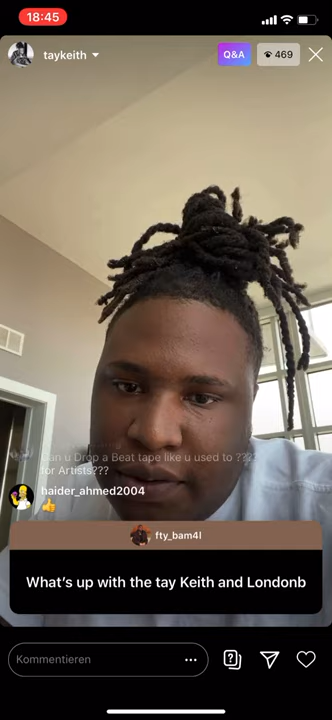 18:45
taykeith
Q&A
469
Can u Drop a Beat tape like u used to ????
for Artists???
haider_ahmed2004
👍
fty_bam4l
What's up with the tay Keith and Londonb
Kommentieren